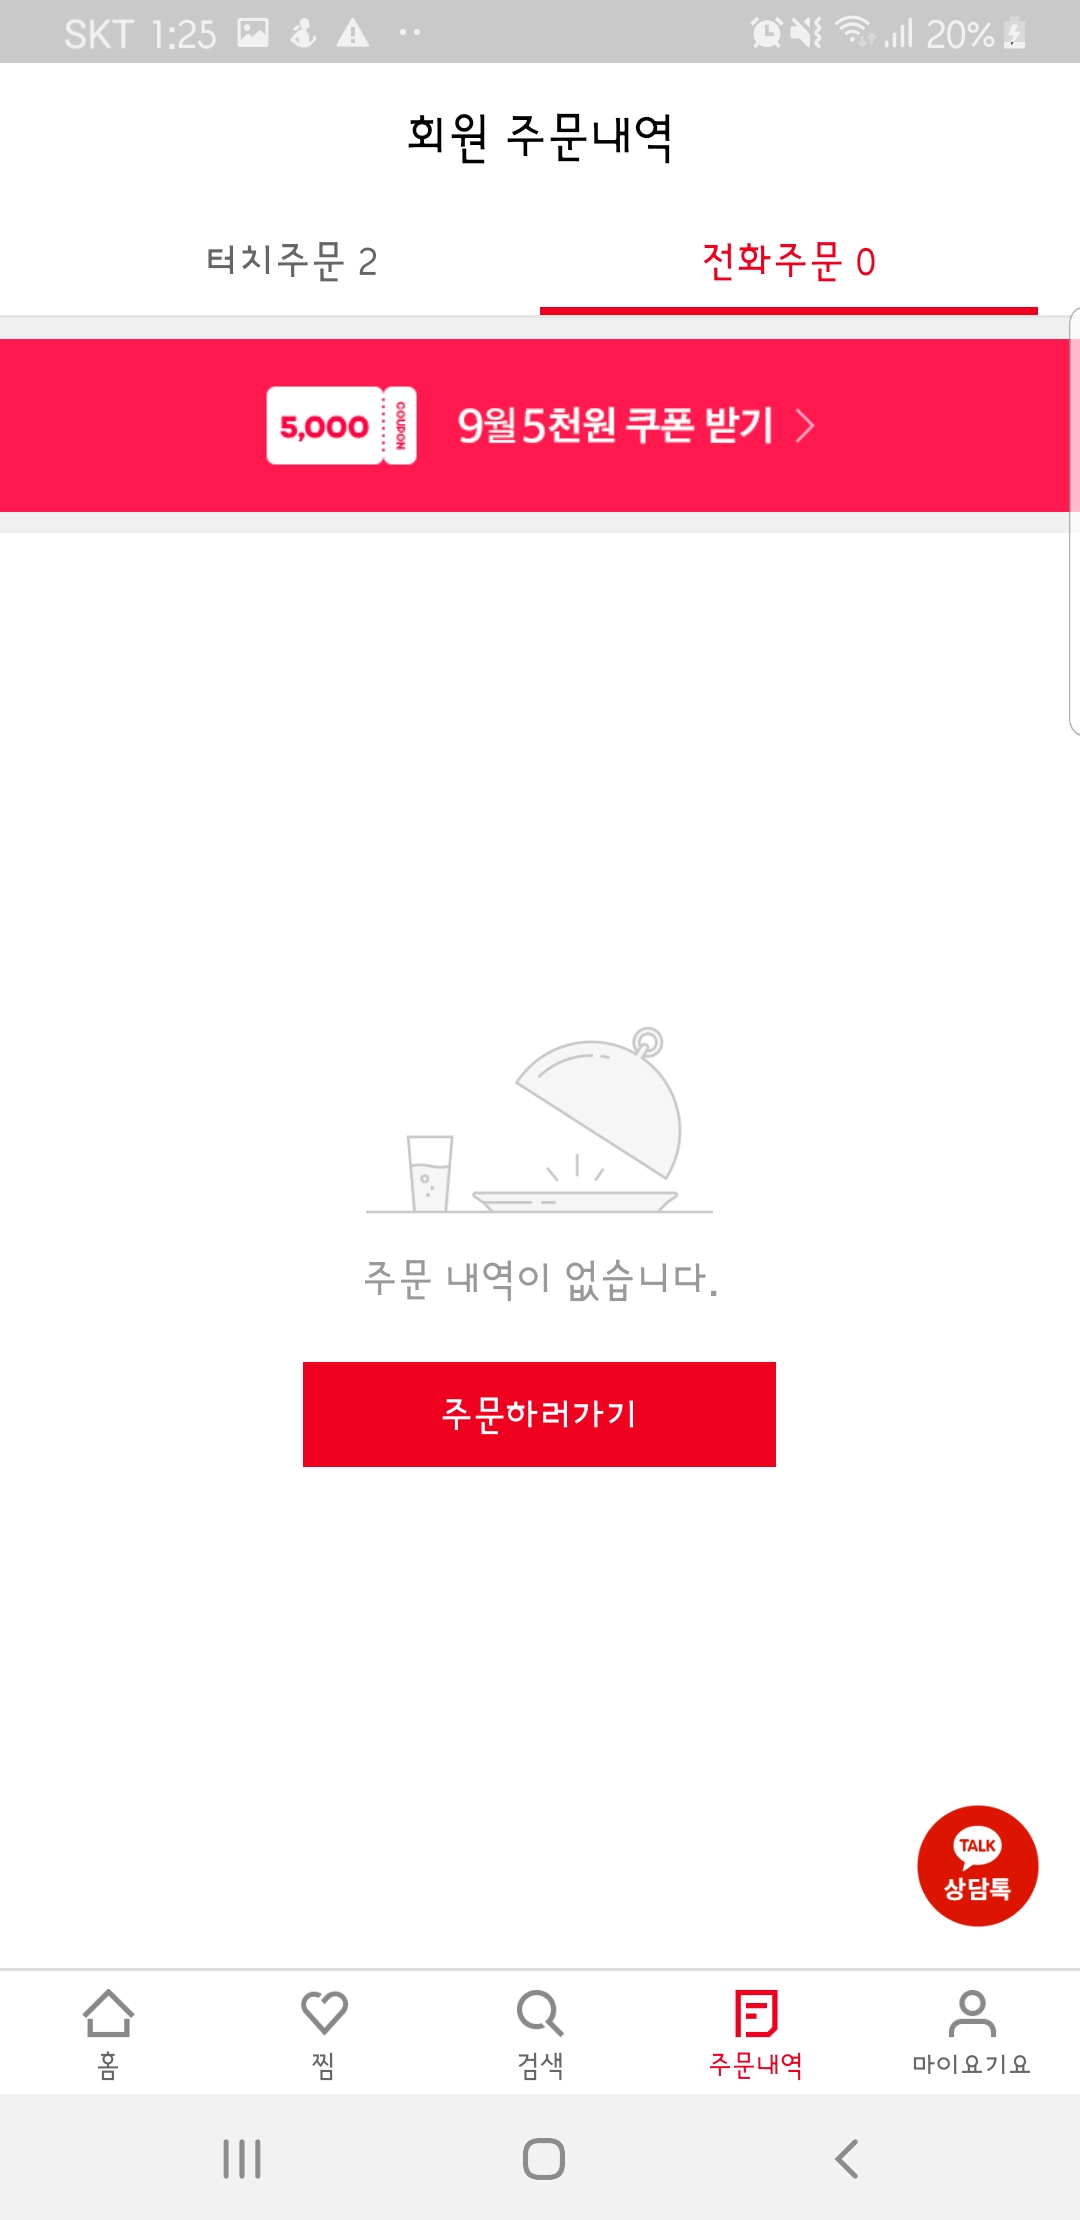 SKT 1:25 20%
회원 주문내역
터치주문 2 전화주문 0
5,000 COUPON 9월 5천원 쿠폰 받기
주문 내역이 없습니다.
주문하러가기
TALK
상담톡
홈 찜 검색 주문내역 마이요기요